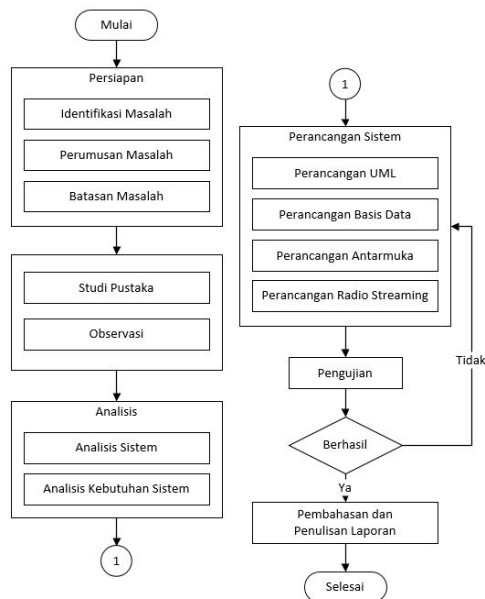 Mulai
Persiapan
Identifikasi Masalah
Perumusan Masalah
Batasan Masalah
Studi Pustaka
Observasi
Analisis
Analisis Sistem
Analisis Kebutuhan Sistem
1
1
Perancangan Sistem
Perancangan UML
Perancangan Basis Data
Perancangan Antarmuka
Perancangan Radio Streaming
Pengujian
Tidak
Berhasil
Ya
Pembahasan dan
Penulisan Laporan
Selesai